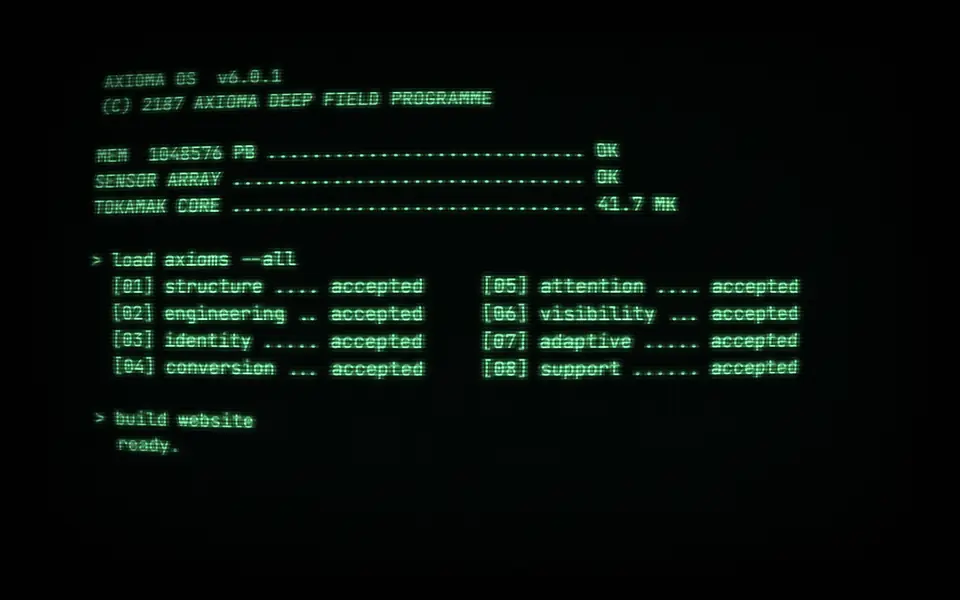 AXIOMA OS v6.0.1
(C) 2187 AXIOMA DEEP FIELD PROGRAMME
MEM 1048576 PB ............................ OK
SENSOR ARRAY ............................... OK
TOKAMAK CORE ............................... 41.7 MK
> load axioms --all
[01] structure .... accepted [05] attention .... accepted
[02] engineering .. accepted [06] visibility ... accepted
[03] identity ..... accepted [07] adaptive ..... accepted
[04] conversion ... accepted [08] support ...... accepted
> build website
ready.